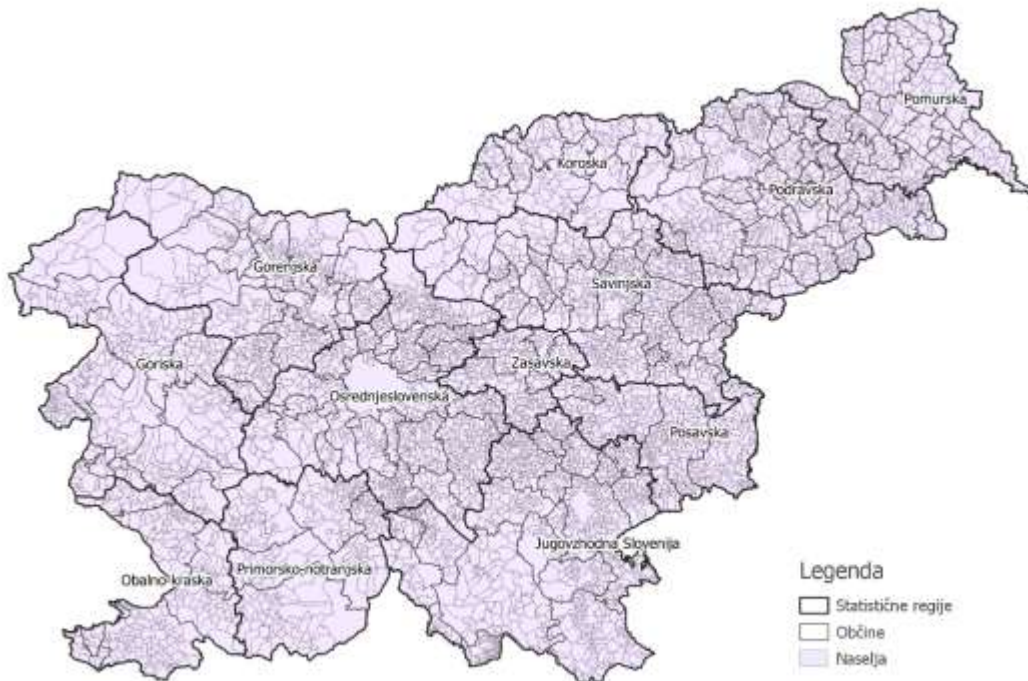 Pomurska
Koroška
Podravska
Gorenjska
Savinjska
Goriška
Zasavska
Osrednjeslovenska
Posavska
Jugovzhodna Slovenija
Obalno-kraška
Primorsko-notranjska
Legenda
Statistične regije
Občine
Naselja